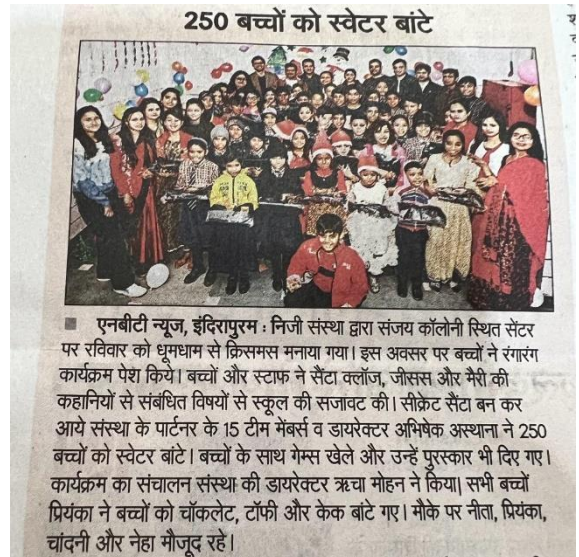 250 बच्चों को स्वेटर बांटे
एनबीटी न्यूज, इंदिरापुरम : निजी संस्था द्वारा संजय कॉलोनी स्थित सेंटर
पर रविवार को धूमधाम से क्रिसमस मनाया गया। इस अवसर पर बच्चों ने रंगारंग
कार्यक्रम पेश किये। बच्चों और स्टाफ ने सैंटा क्लॉज, जीसस और मैरी की
कहानियों से संबंधित विषयों से स्कूल की सजावट की। सीक्रेट सैंटा बन कर
आये संस्था के पार्टनर के 15 टीम मेंबर्स व डायरेक्टर अभिषेक अस्थाना ने 250
बच्चों को स्वेटर बांटे। बच्चों के साथ गेम्स खेले और उन्हें पुरस्कार भी दिए गए।
कार्यक्रम का संचालन संस्था की डायरेक्टर ऋचा मोहन ने किया। सभी बच्चों
प्रियंका ने बच्चों को चॉकलेट, टॉफी और केक बांटे गए। मौके पर नीता, प्रियंका,
चांदनी और नेहा मौजूद रहे।